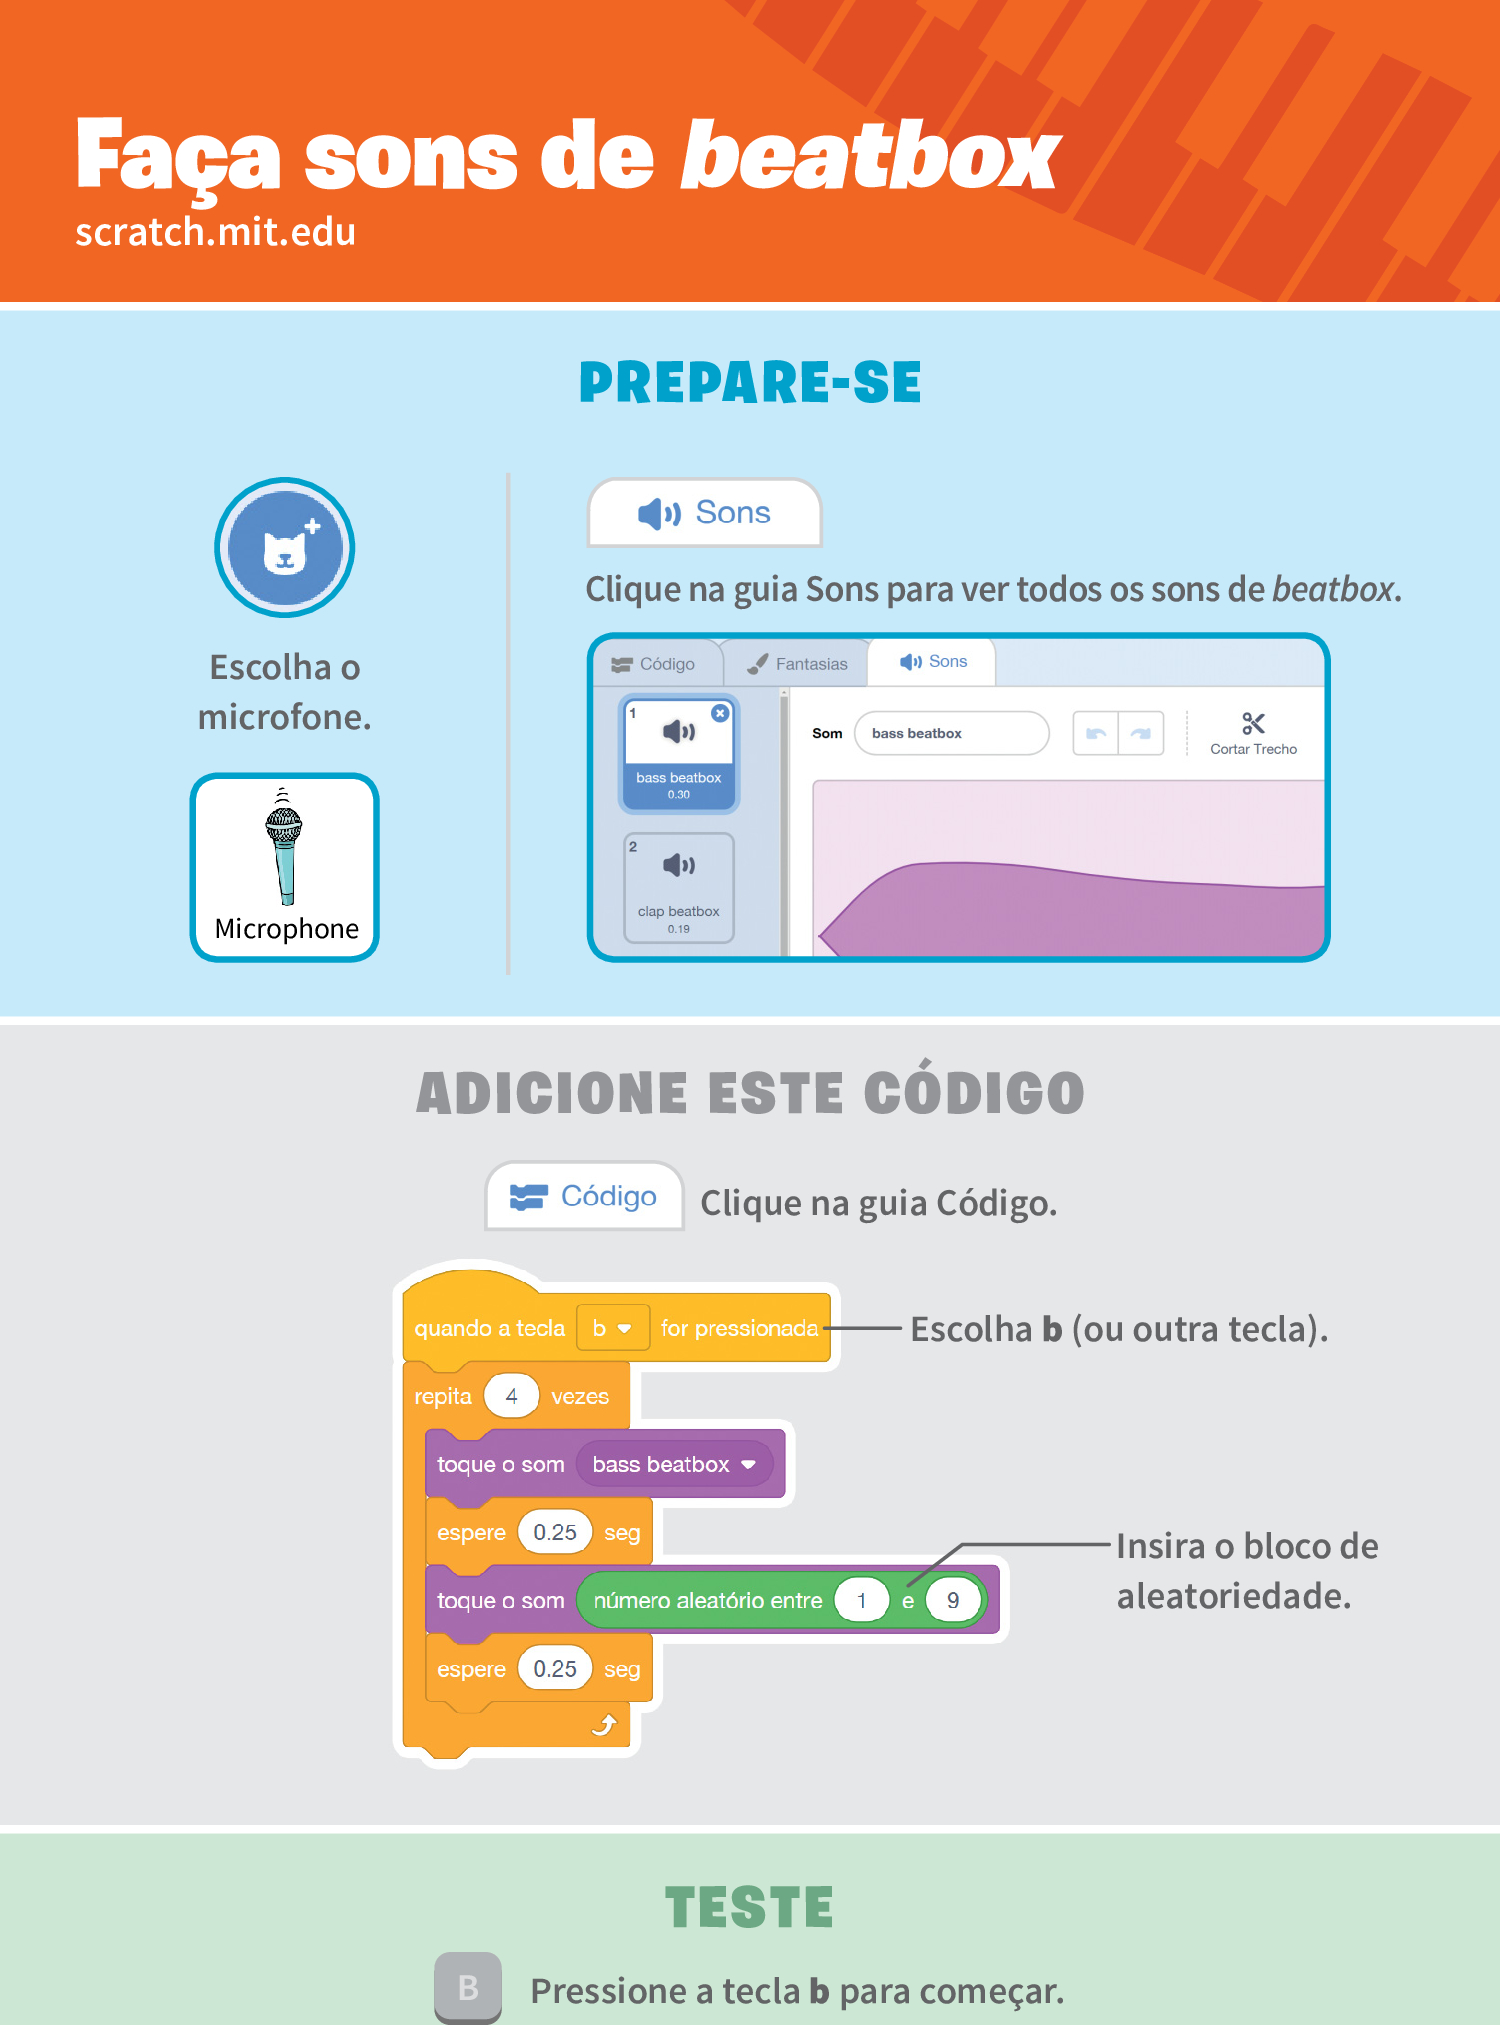 Faça sons de beatbox
scratch.mit.edu
PREPARE-SE
Escolha o
microfone.
Microphone
Sons
Clique na guia Sons para ver todos os sons de beatbox.
Código
Fantasias
Sons
1
bass beatbox
0.30
2
clap beatbox
0.19
Som
bass beatbox
Cortar Trecho
ADICIONE ESTE CÓDIGO
Código
Clique na guia Código.
quando a tecla b for pressionada
Escolha b (ou outra tecla).
repita 4 vezes
toque o som bass beatbox
espere 0.25 seg
toque o som número aleatório entre 1 e 9
Insira o bloco de
aleatoriedade.
espere 0.25 seg
TESTE
B
Pressione a tecla b para começar.